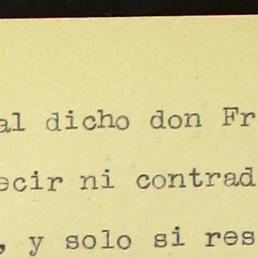 al dicho don Fr
ecir ni contrad
, y solo si res